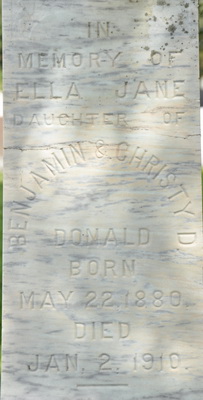 IN
MEMORY OF
ELLA JANE
DAUGHTER OF
BENJAMIN & CHRISTY D
DONALD
BORN
MAY 22, 1880.
DIED
JAN. 2. 1910.